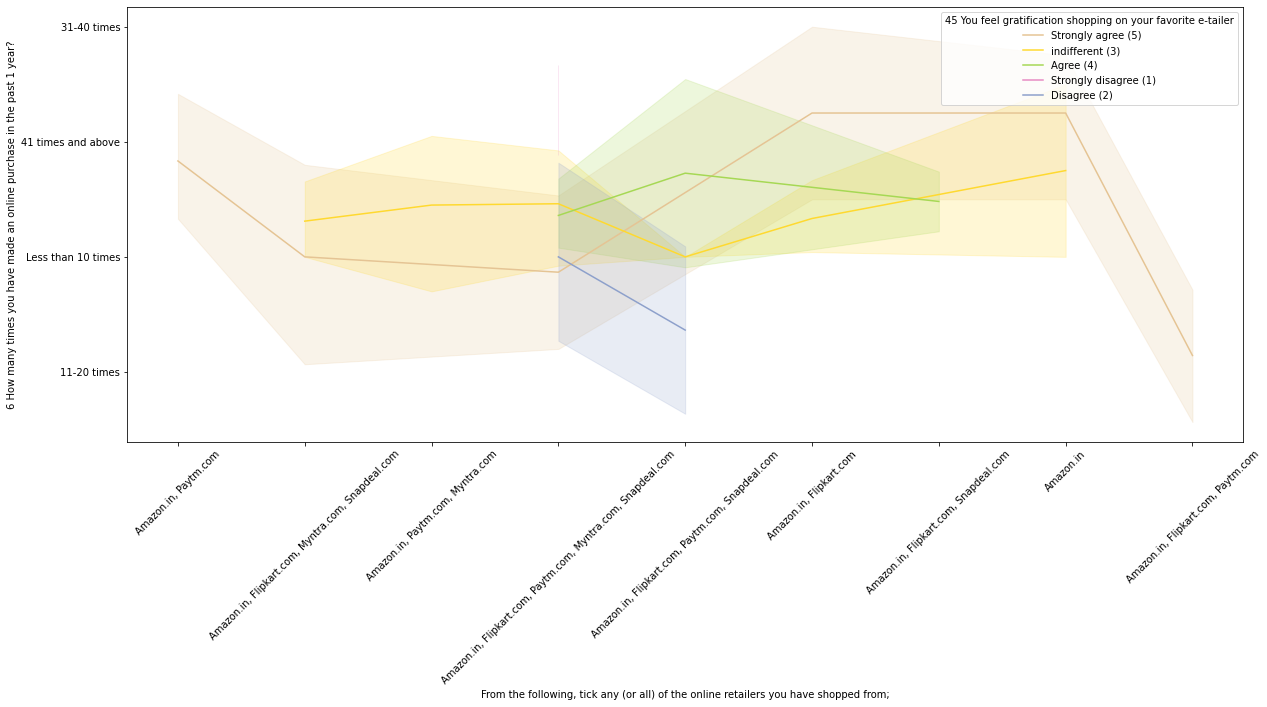 45 You feel gratification shopping on your favorite e-tailer
Strongly agree (5)
indifferent (3)
Agree (4)
Strongly disagree (1)
Disagree (2)
6 How many times you have made an online purchase in the past 1 year?
31-40 times
41 times and above
Less than 10 times
11-20 times
Amazon.in, Paytm.com
Amazon.in, Flipkart.com, Myntra.com, Snapdeal.com
Amazon.in, Paytm.com, Myntra.com
Amazon.in, Flipkart.com, Paytm.com, Myntra.com, Snapdeal.com
Amazon.in, Flipkart.com, Paytm.com, Snapdeal.com
Amazon.in, Flipkart.com
Amazon.in, Flipkart.com, Snapdeal.com
Amazon.in
Amazon.in, Flipkart.com, Paytm.com
From the following, tick any (or all) of the online retailers you have shopped from;